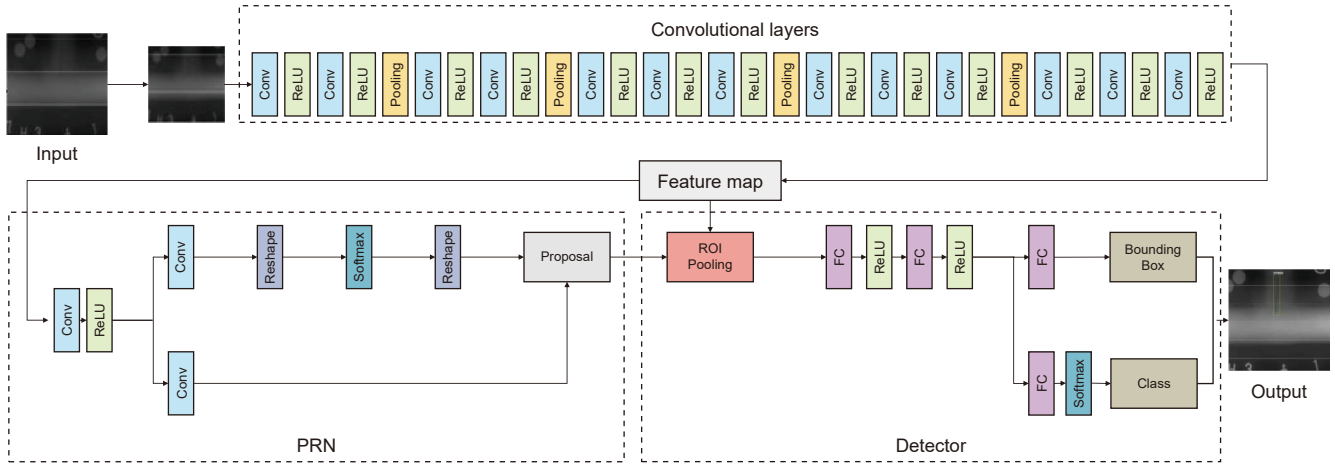 Convolutional layers
Conv
ReLU
Conv
ReLU
Pooling
Conv
ReLU
Conv
ReLU
Pooling
Conv
ReLU
Conv
ReLU
Conv
ReLU
Pooling
Conv
ReLU
Conv
ReLU
Conv
ReLU
Pooling
Conv
ReLU
Conv
ReLU
Conv
ReLU
Input
Feature map
Conv
ReLU
Conv
Reshape
Softmax
Reshape
Proposal
Conv
PRN
ROI
Pooling
FC
ReLU
FC
ReLU
FC
Bounding
Box
FC
Softmax
Class
Detector
Output